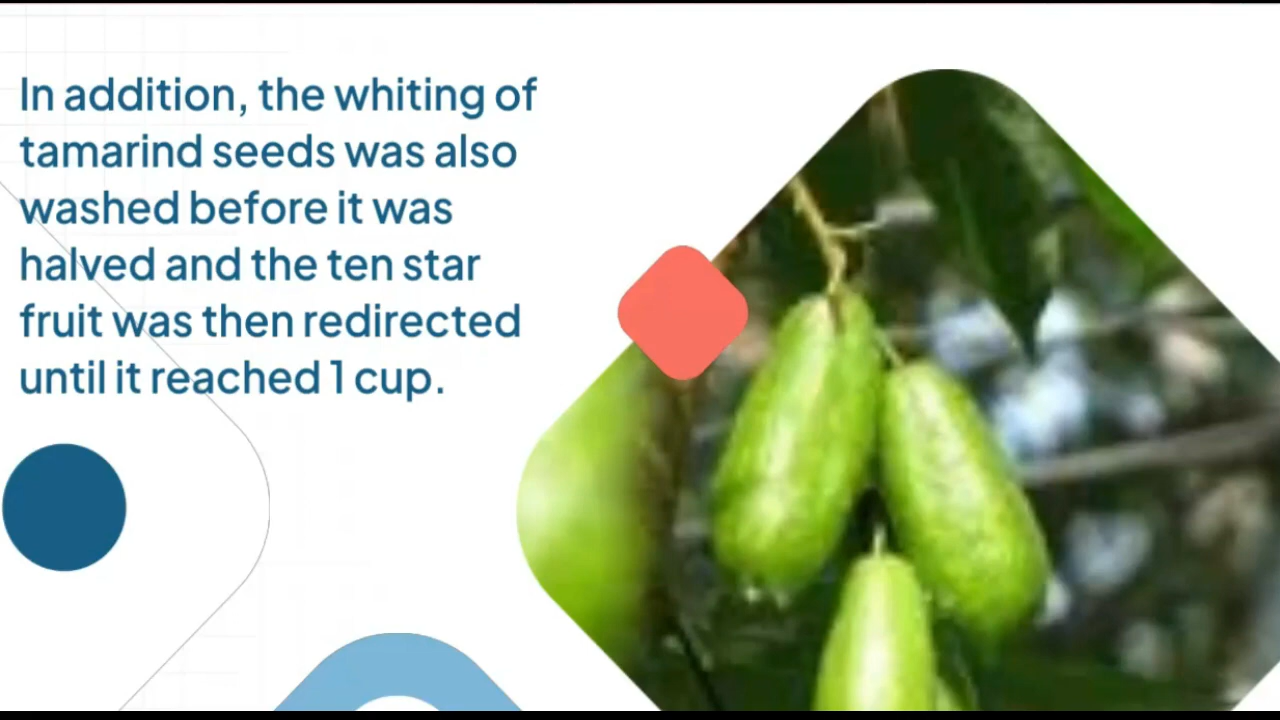 In addition, the whiting of
tamarind seeds was also
washed before it was
halved and the ten star
fruit was then redirected
until it reached 1 cup.